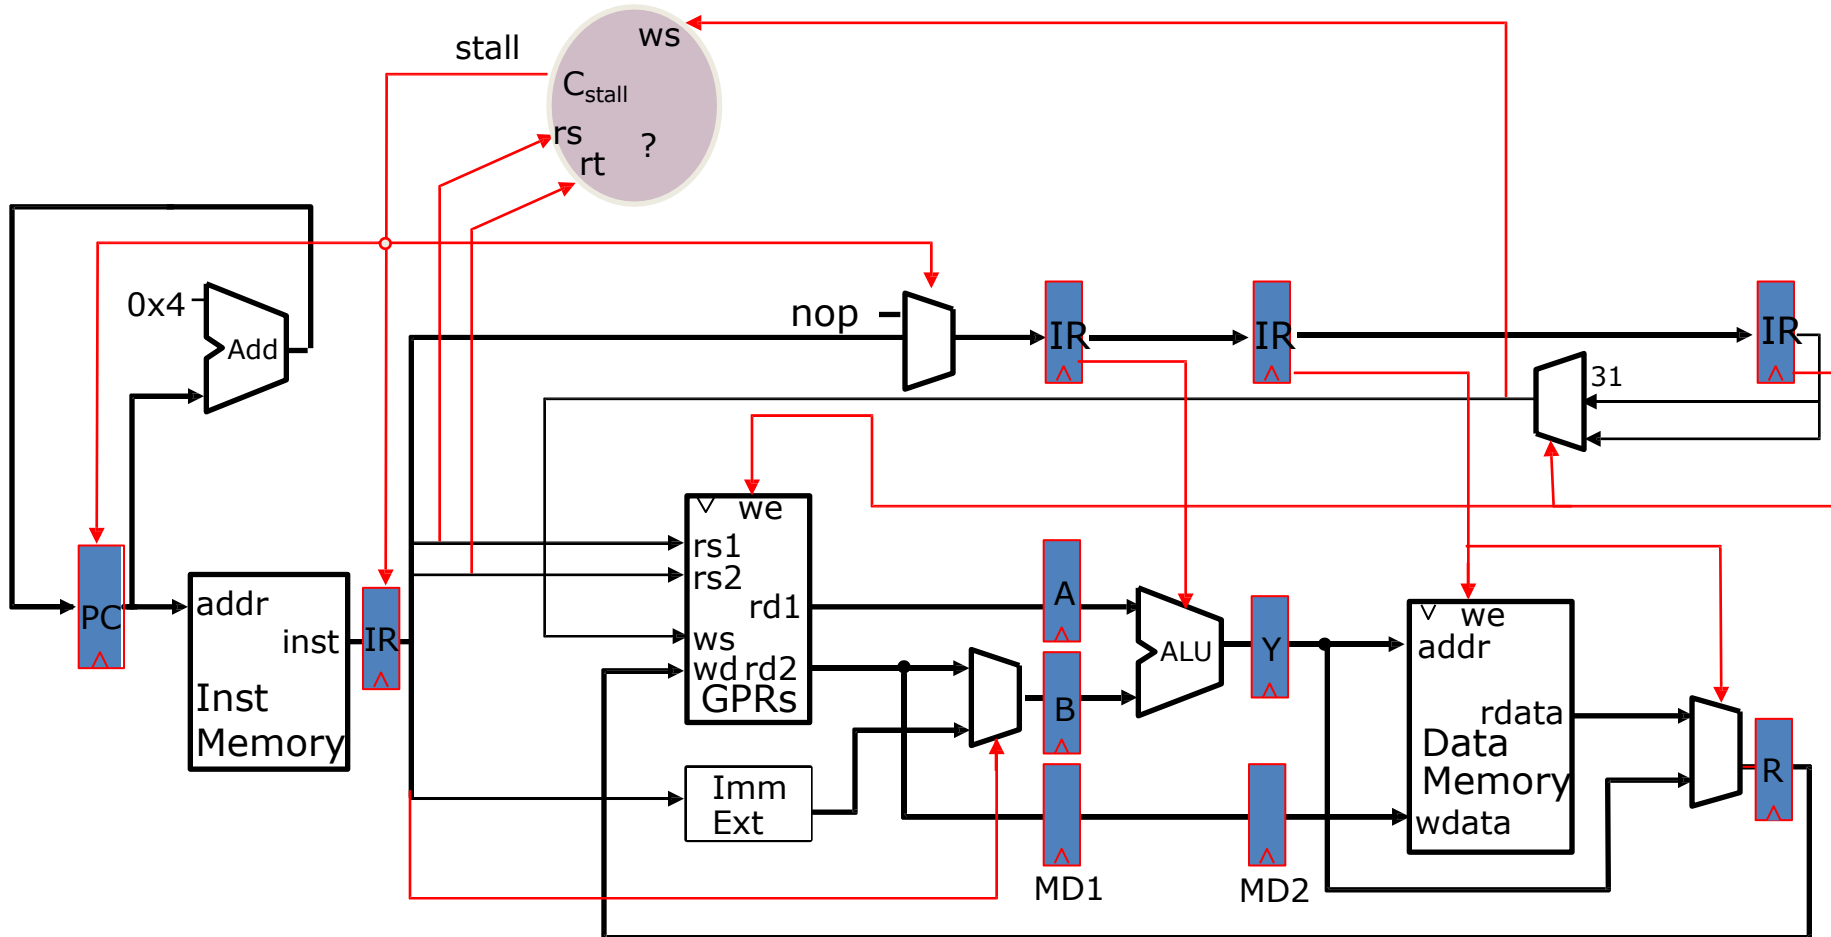 ws
stall
C stall
rs
?
rt
0x4
nop
Add
IR
IR
IR
31
we
rs1
rs2
rd1
ws
wd rd2
GPRs
PC
addr
inst
Inst
Memory
IR
A
B
ALU
Y
we
addr
rdata
Data
Memory
wdata
R
Imm
Ext
MD1
MD2